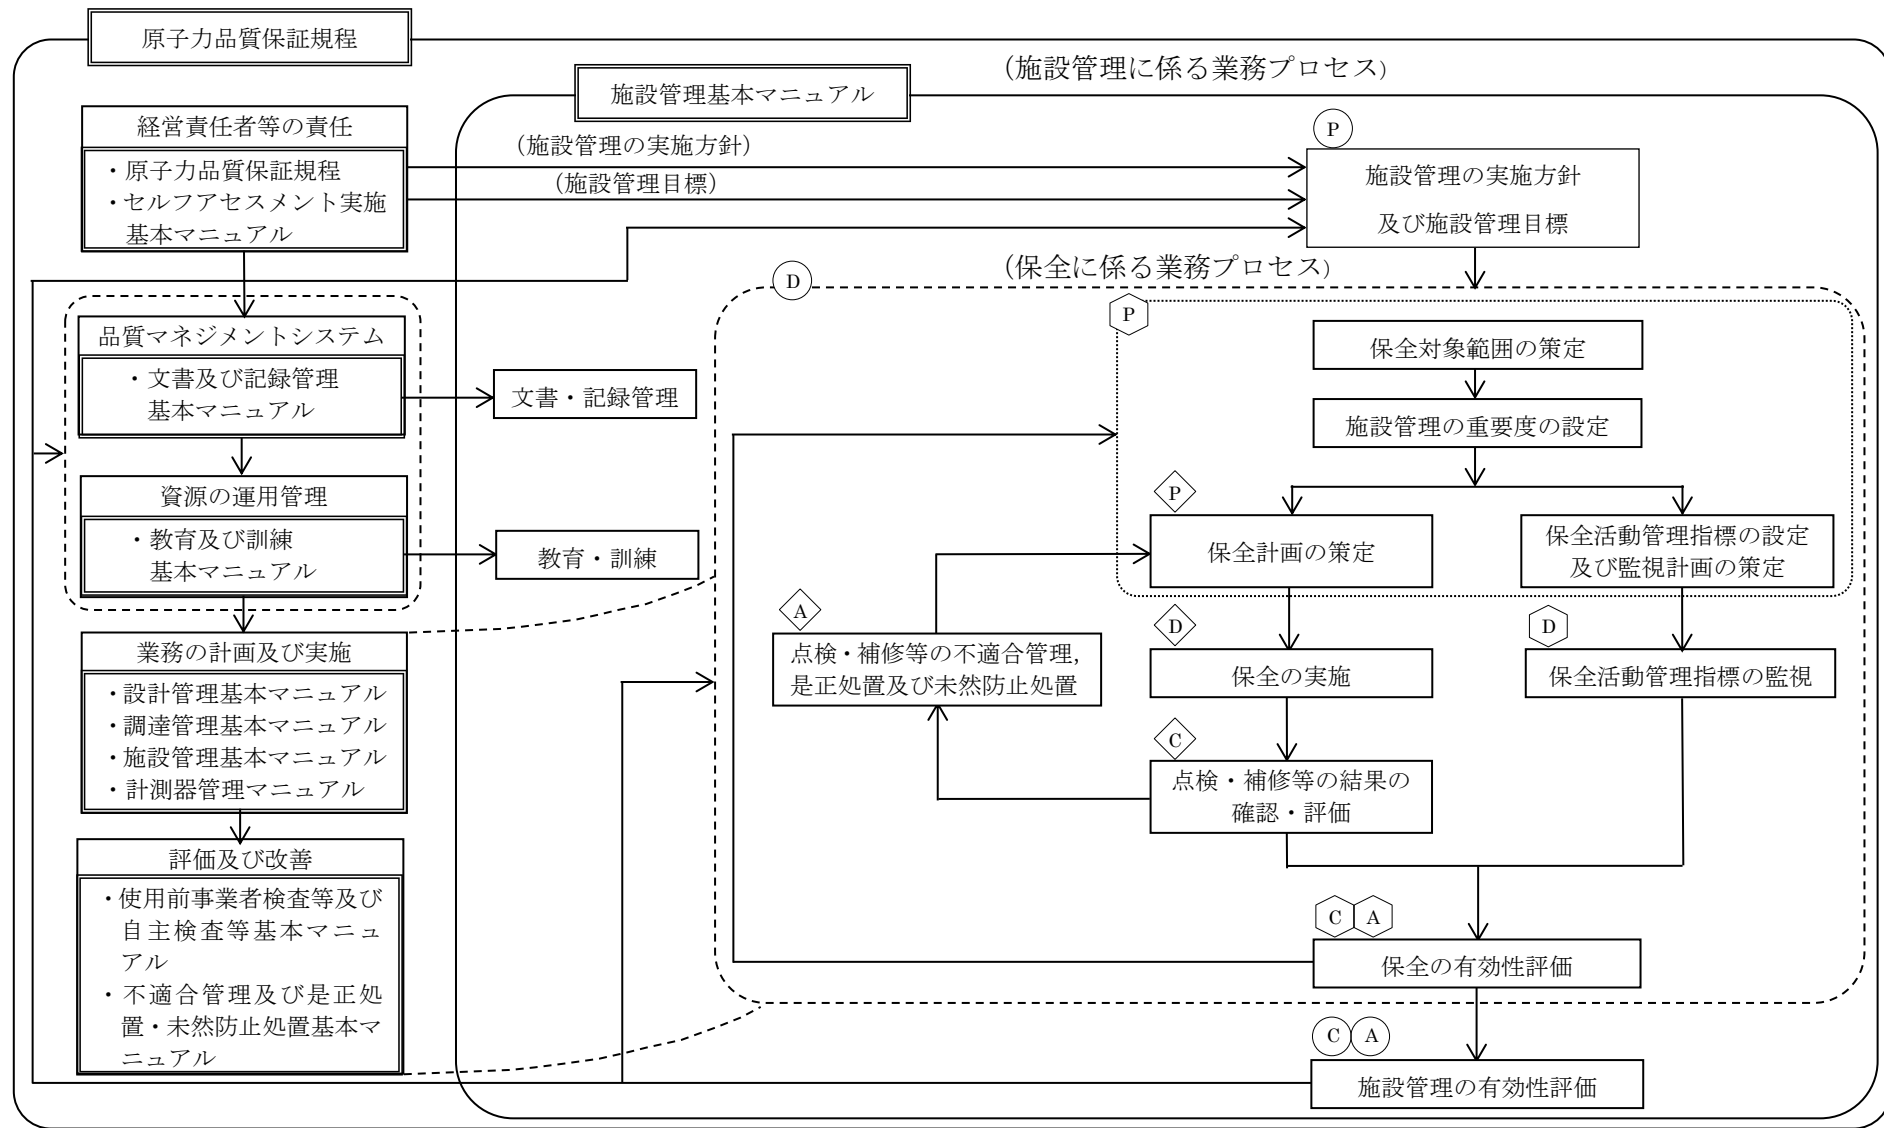 原子力品質保証規程
(施設管理に係る業務プロセス)
施設管理基本マニュアル
経営責任者等の責任
・原子力品質保証規程
・セルフアセスメント実施
基本マニュアル
(施設管理の実施方針)
(施設管理目標)
P
施設管理の実施方針
及び施設管理目標
(保全に係る業務プロセス)
D
品質マネジメントシステム
・文書及び記録管理
基本マニュアル
文書・記録管理
資源の運用管理
・教育及び訓練
基本マニュアル
教育・訓練
業務の計画及び実施
・設計管理基本マニュアル
・調達管理基本マニュアル
・施設管理基本マニュアル
・計測器管理マニュアル
評価及び改善
・使用前事業者検査等及び
自主検査等基本マニュ
アル
・不適合管理及び是正処
置・未然防止処置基本マ
ニュアル
P
保全対象範囲の策定
施設管理の重要度の設定
P
保全計画の策定
保全活動管理指標の設定
及び監視計画の策定
A
点検・補修等の不適合管理,
是正処置及び未然防止処置
D
保全の実施
D
保全活動管理指標の監視
C
点検・補修等の結果の
確認・評価
C A
保全の有効性評価
C A
施設管理の有効性評価